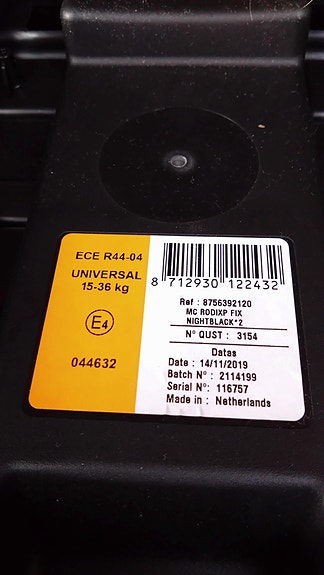 ECE R44-04
UNIVERSAL
15-36 kg
E4
044632
8 712930 122432
Ref : 8756392120
MC RODIXP FIX
NIGHTBLACK*2
N° QUST : 3154
Datas
Date : 14/11/2019
Batch N° : 2114199
Serial N° : 116757
Made in : Netherlands